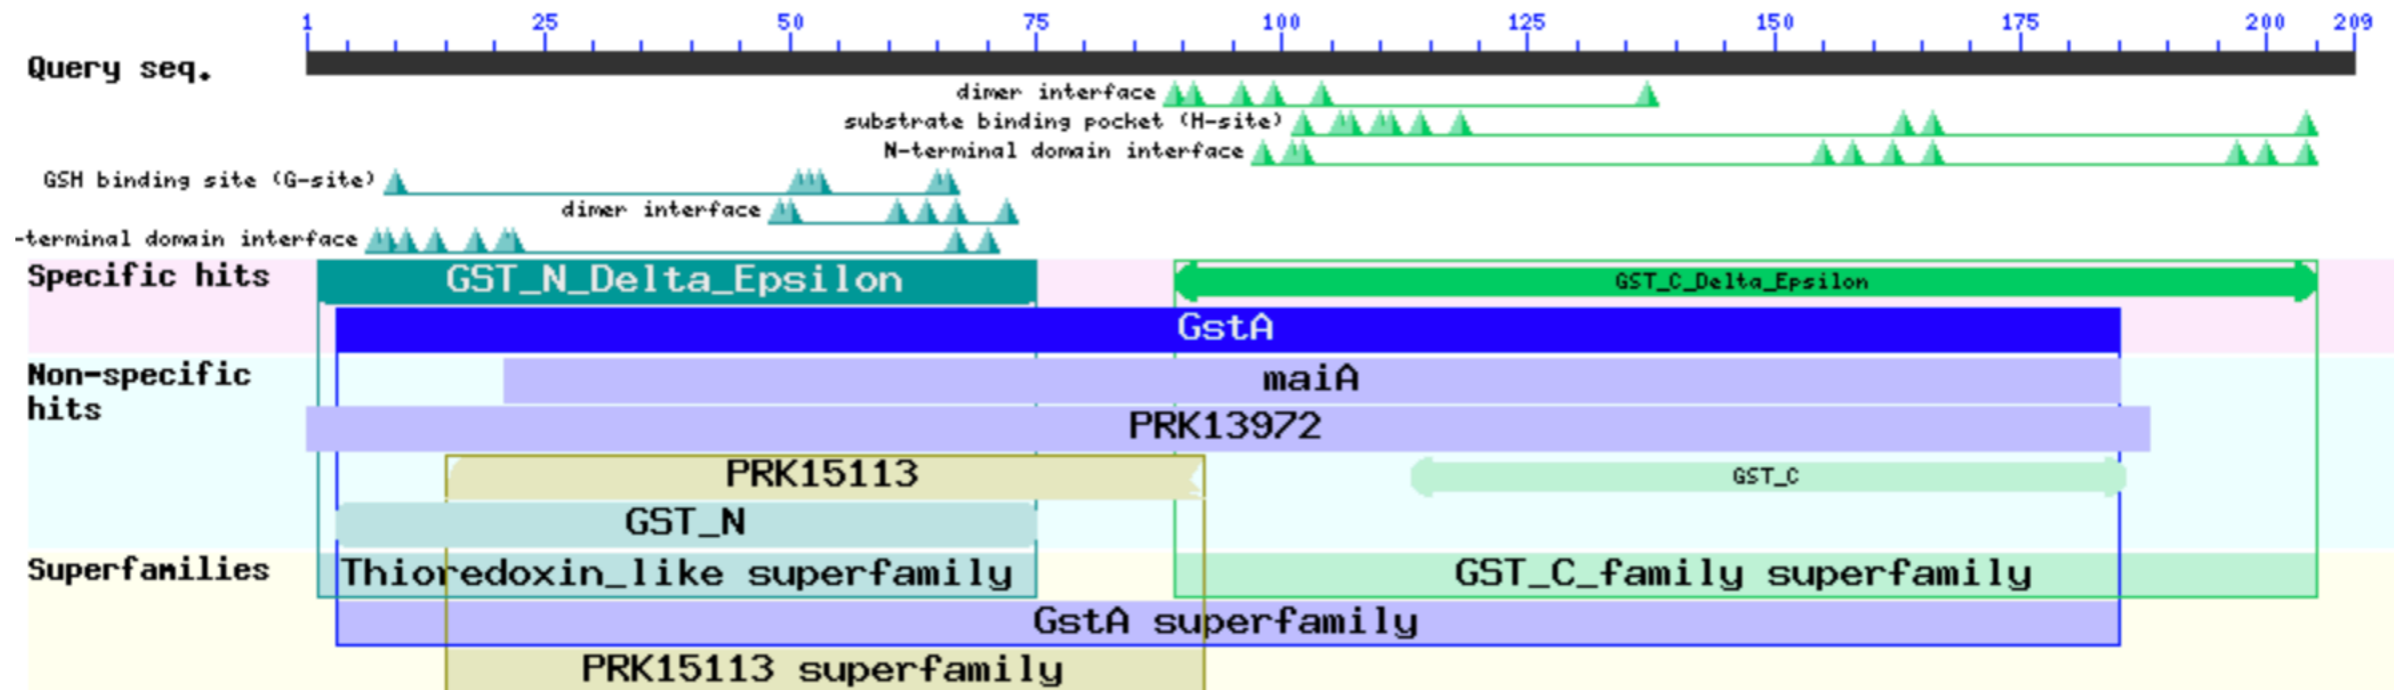 1 25 50 75 100 125 150 175 200 209
Query seq.
dimer interface
substrate binding pocket (H-site)
N-terminal domain interface
GSH binding site (G-site)
dimer interface
-terminal domain interface
Specific hits
GST_N_Delta_Epsilon
GST_C_Delta_Epsilon
GstA
Non-specific
hits
maiA
PRK13972
PRK15113
GST_C
GST_N
Superfamilies
Thioredoxin_like superfamily
GST_C_family superfamily
GstA superfamily
PRK15113 superfamily